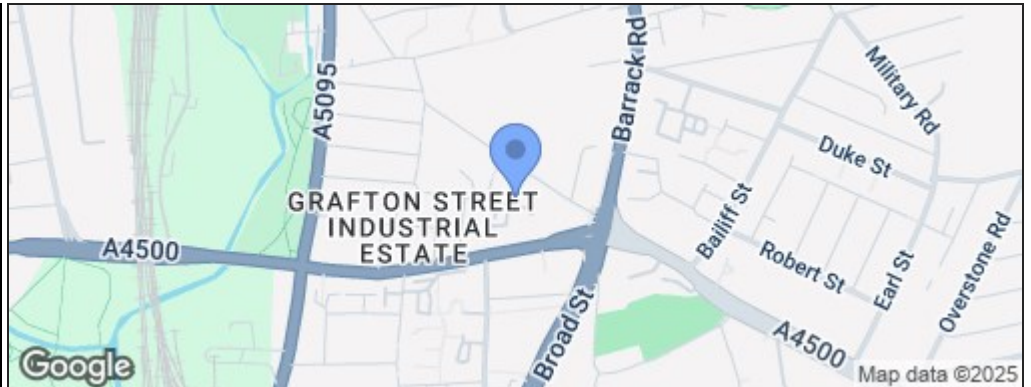 A5095
Barrack Rd
Military Rd
Duke St
GRAFTON STREET
INDUSTRIAL
ESTATE
Bailiff St
A4500
Robert St
Earl St
Overstone Rd
Broad St
A4500
Google
Map data ©2025